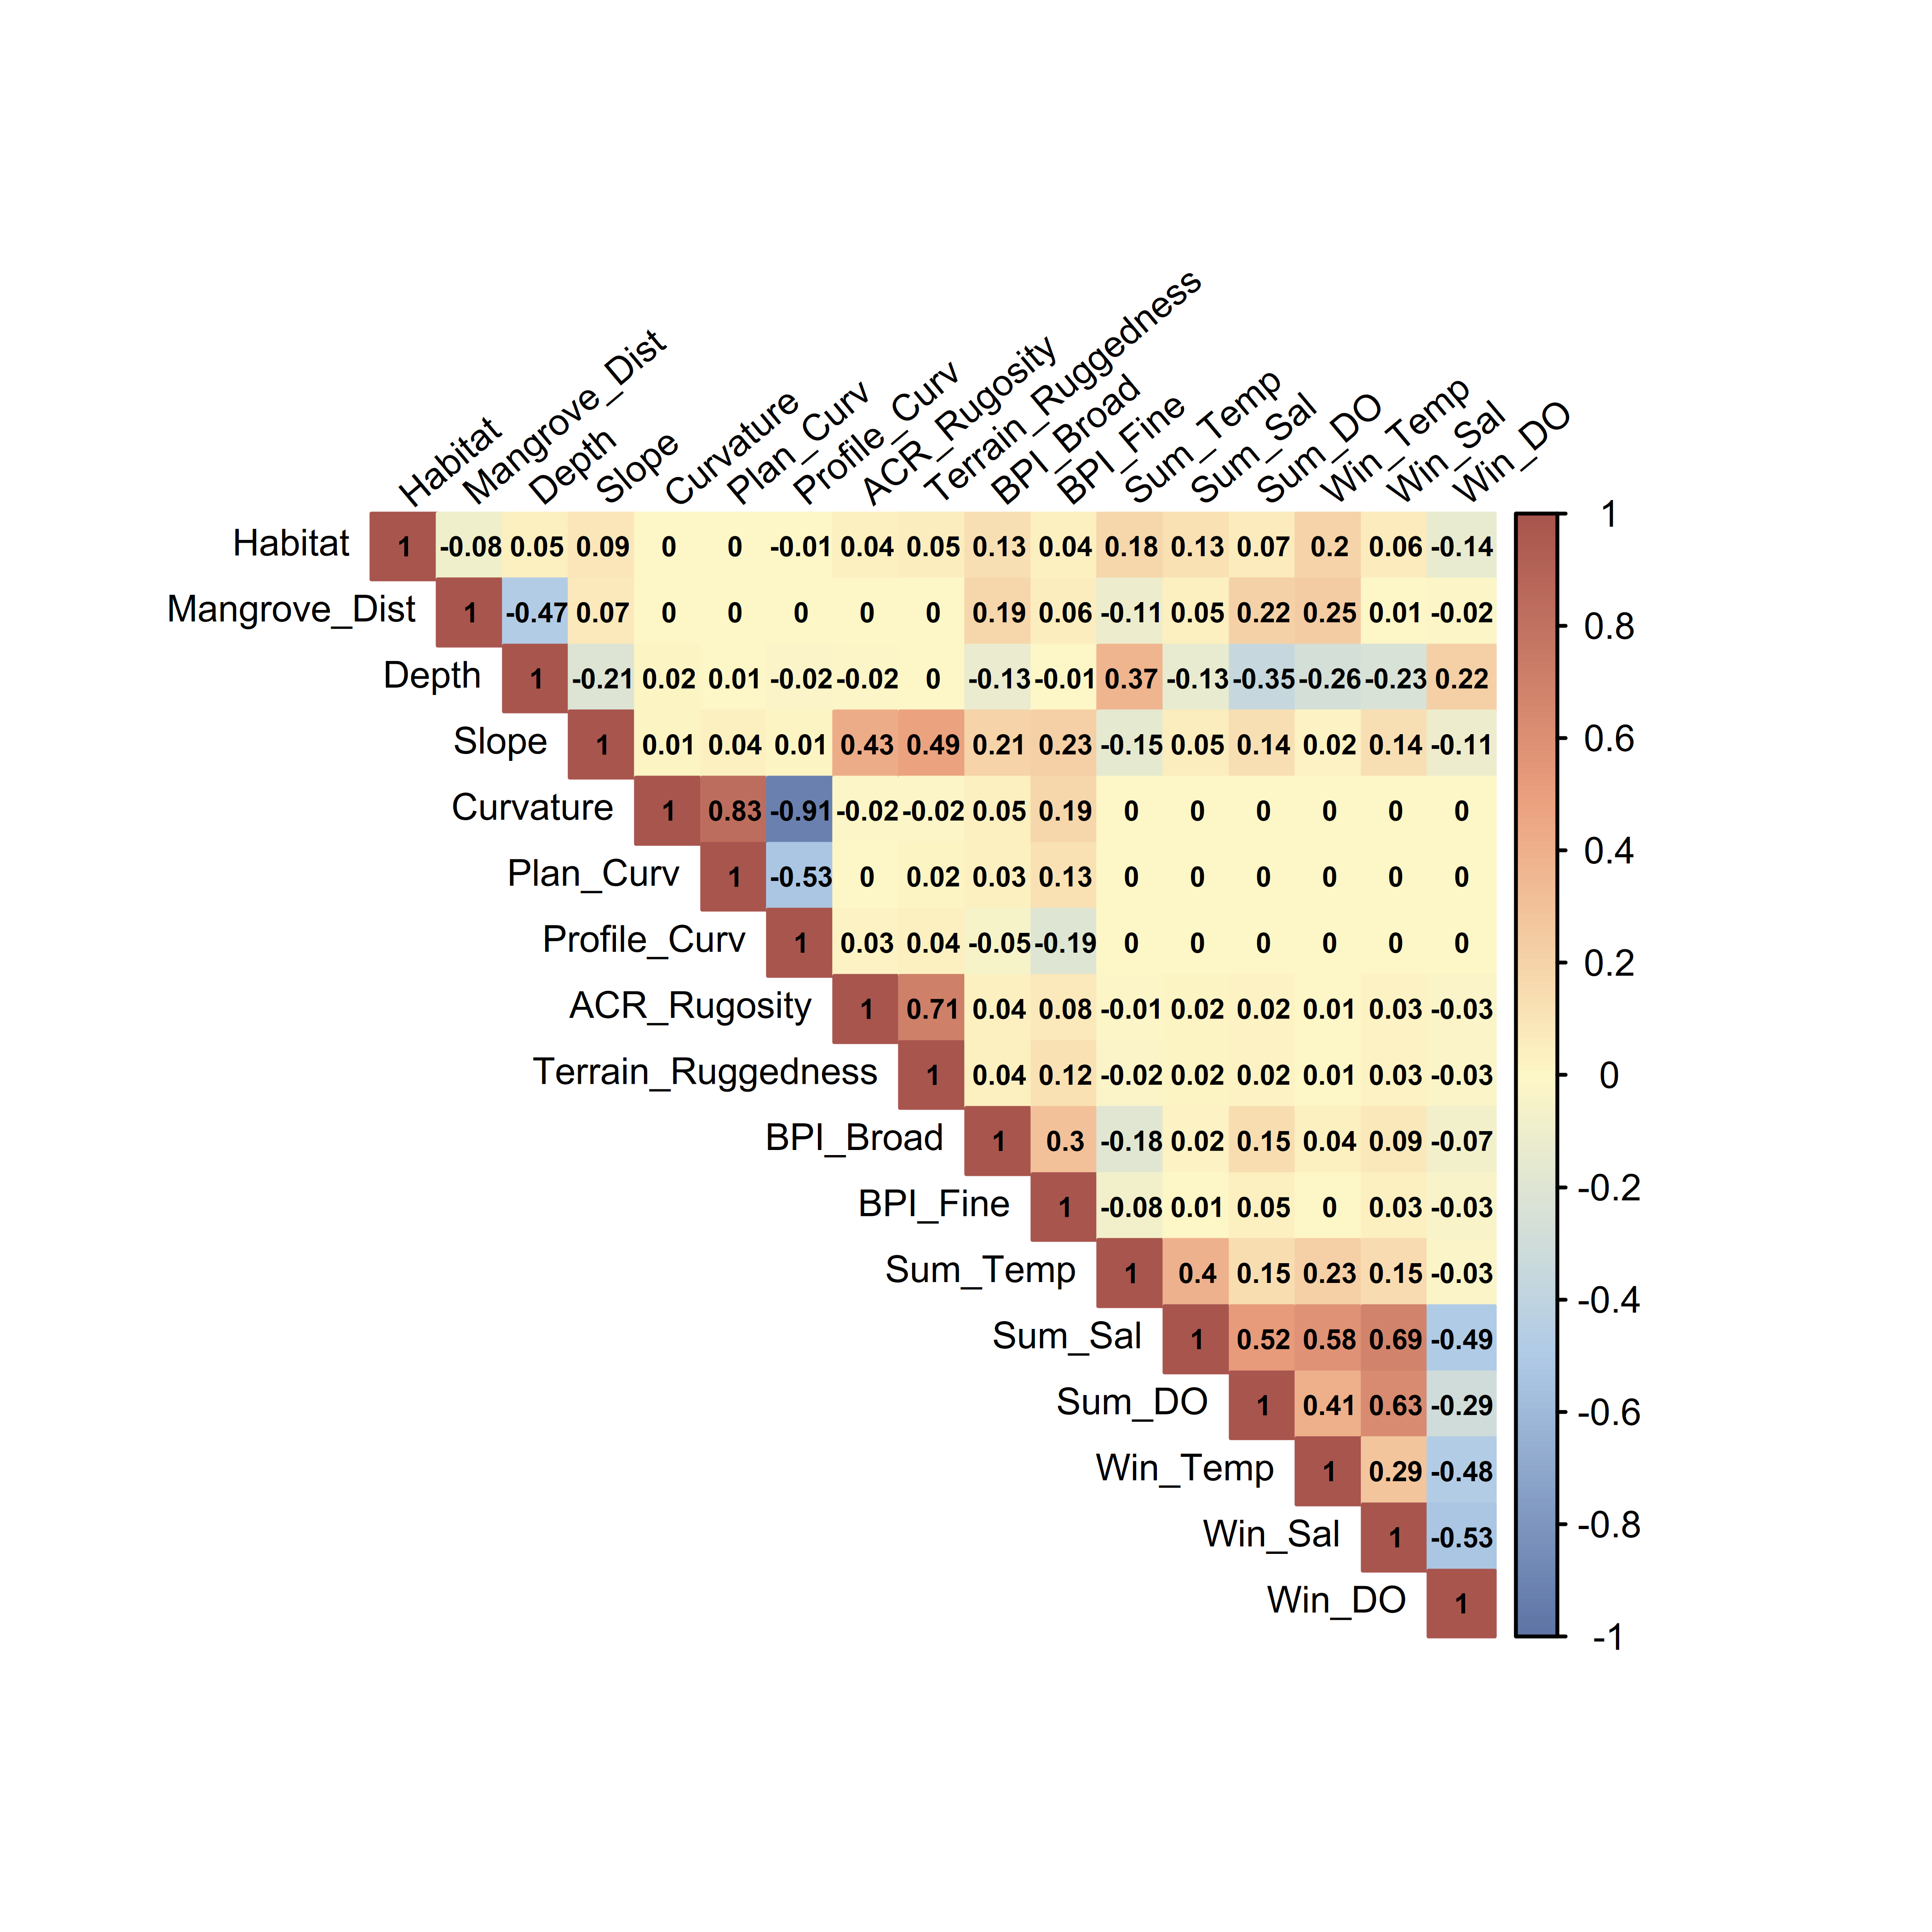 Habitat
Mangrove_Dist
Depth
Slope
Curvature
Plan_Curv
Profile_Curv
ACR_Rugosity
Terrain_Ruggedness
BPI_Broad
BPI_Fine
Sum_Temp
Sum_Sal
Sum_DO
Win_Temp
Win_Sal
Win_DO
Habitat 1 -0.08 0.05 0.09 0 0 -0.01 0.04 0.05 0.13 0.04 0.18 0.13 0.07 0.2 0.06 -0.14
Mangrove_Dist 1 -0.47 0.07 0 0 0 0 0 0.19 0.06 -0.11 0.05 0.22 0.25 0.01 -0.02
Depth 1 -0.21 0.02 0.01 -0.02 -0.02 0 -0.13 -0.01 0.37 -0.13 -0.35 -0.26 -0.23 0.22
Slope 1 0.01 0.04 0.01 0.43 0.49 0.21 0.23 -0.15 0.05 0.14 0.02 0.14 -0.11
Curvature 1 0.83 -0.91 -0.02 -0.02 0.05 0.19 0 0 0 0 0 0
Plan_Curv 1 -0.53 0 0.02 0.03 0.13 0 0 0 0 0 0
Profile_Curv 1 0.03 0.04 -0.05 -0.19 0 0 0 0 0 0
ACR_Rugosity 1 0.71 0.04 0.08 -0.01 0.02 0.02 0.01 0.03 -0.03
Terrain_Ruggedness 1 0.04 0.12 -0.02 0.02 0.02 0.01 0.03 -0.03
BPI_Broad 1 0.3 -0.18 0.02 0.15 0.04 0.09 -0.07
BPI_Fine 1 -0.08 0.01 0.05 0 0.03 -0.03
Sum_Temp 1 0.4 0.15 0.23 0.15 -0.03
Sum_Sal 1 0.52 0.58 0.69 -0.49
Sum_DO 1 0.41 0.63 -0.29
Win_Temp 1 0.29 -0.48
Win_Sal 1 -0.53
Win_DO 1
1
0.8
0.6
0.4
0.2
0
-0.2
-0.4
-0.6
-0.8
-1